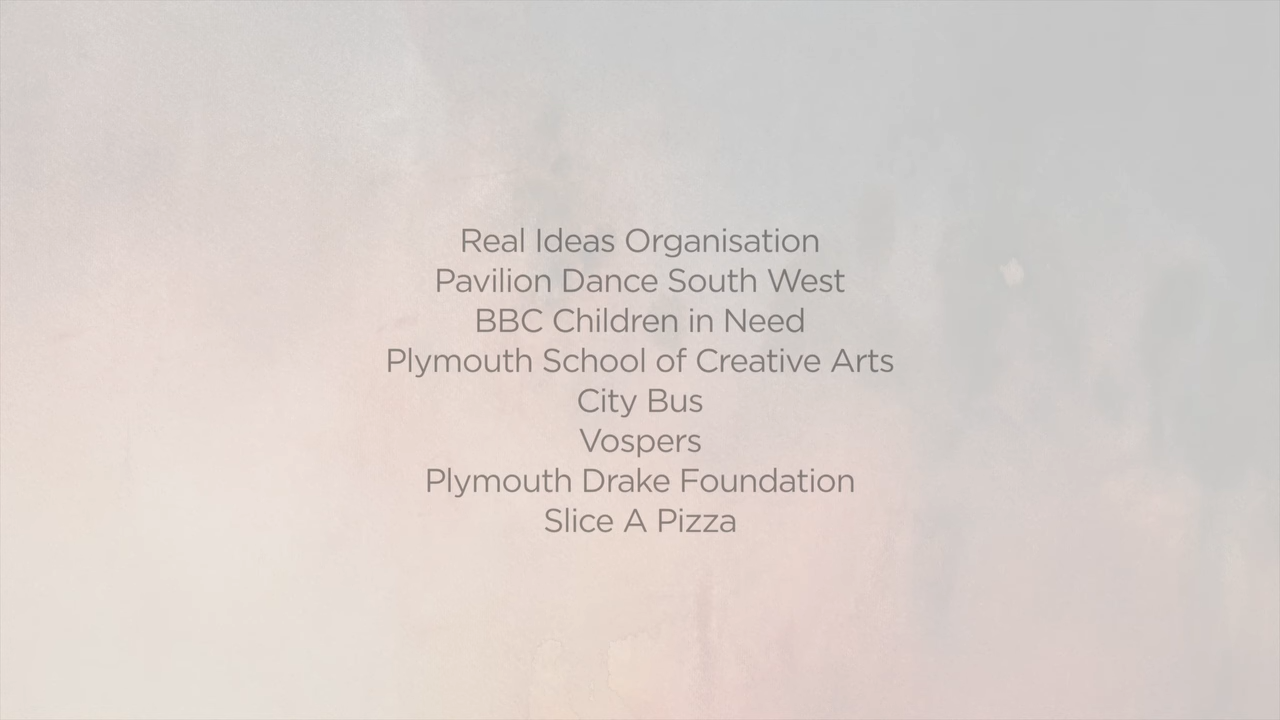 Real Ideas Organisation
Pavilion Dance South West
BBC Children in Need
Plymouth School of Creative Arts
City Bus
Vospers
Plymouth Drake Foundation
Slice A Pizza